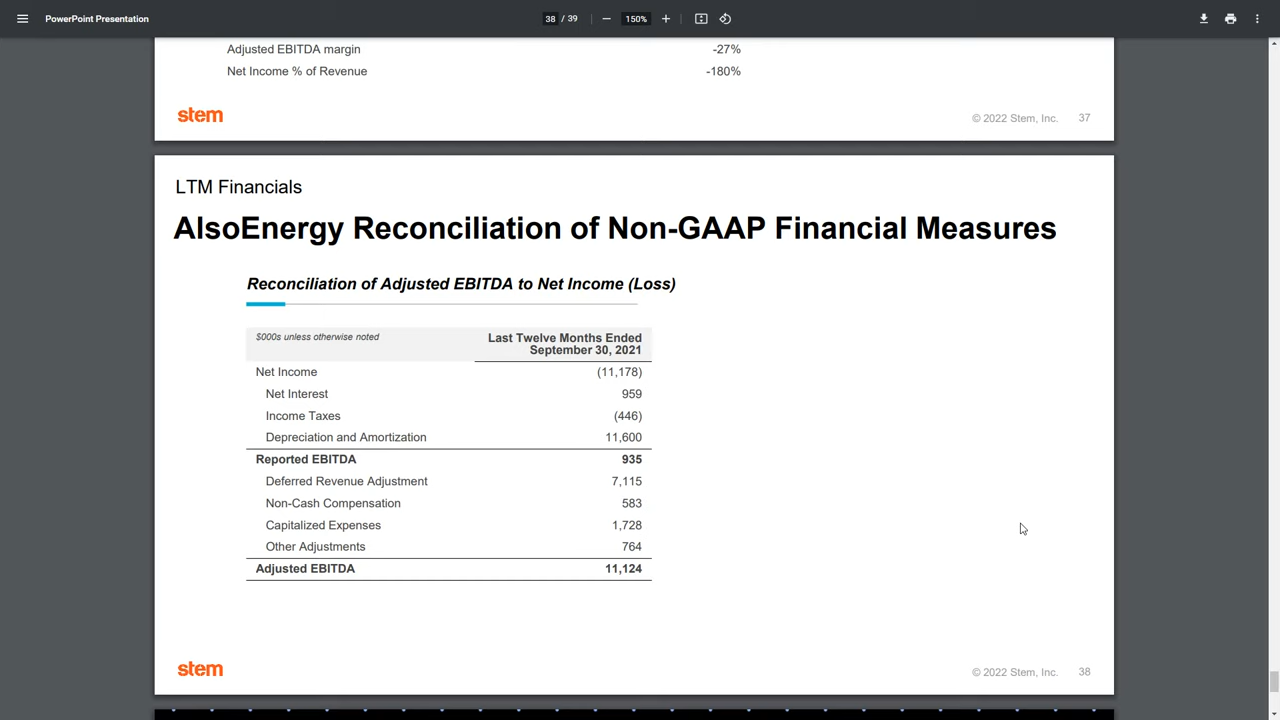 PowerPoint Presentation
38 / 39
150%
Adjusted EBITDA margin -27%
Net Income % of Revenue -180%
stem
© 2022 Stem, Inc. 37
LTM Financials
AlsoEnergy Reconciliation of Non-GAAP Financial Measures
Reconciliation of Adjusted EBITDA to Net Income (Loss)
$000s unless otherwise noted
Last Twelve Months Ended
September 30, 2021
Net Income (11,178)
Net Interest 959
Income Taxes (446)
Depreciation and Amortization 11,600
Reported EBITDA 935
Deferred Revenue Adjustment 7,115
Non-Cash Compensation 583
Capitalized Expenses 1,728
Other Adjustments 764
Adjusted EBITDA 11,124
stem
© 2022 Stem, Inc. 38